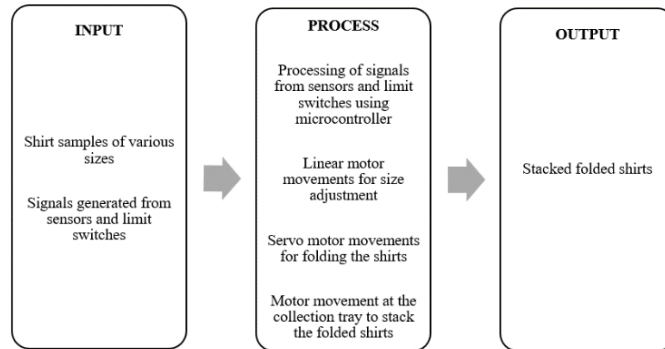 INPUT
Shirt samples of various
sizes
Signals generated from
sensors and limit
switches
PROCESS
Processing of signals
from sensors and limit
switches using
microcontroller
Linear motor
movements for size
adjustment
Servo motor movements
for folding the shirts
Motor movement at the
collection tray to stack
the folded shirts
OUTPUT
Stacked folded shirts